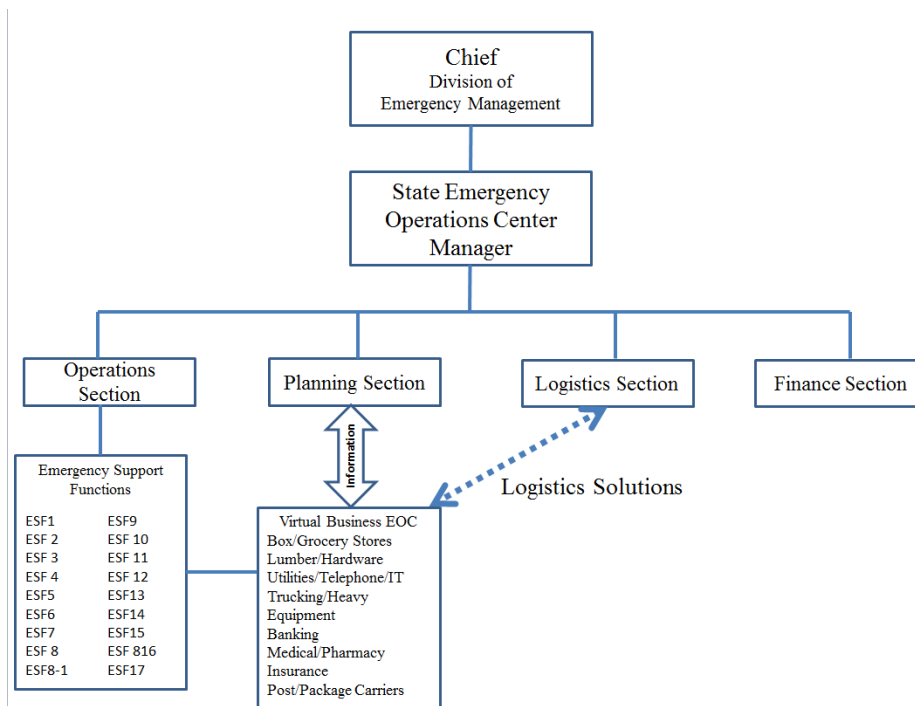 Chief
Division of
Emergency Management
State Emergency
Operations Center
Manager
Operations
Section
Planning Section
Logistics Section
Finance Section
Information
Logistics Solutions
Emergency Support
Functions
ESF1 ESF9
ESF 2 ESF 10
ESF 3 ESF 11
ESF 4 ESF 12
ESF5 ESF13
ESF6 ESF14
ESF7 ESF15
ESF 8 ESF 816
ESF8-1 ESF17
Virtual Business EOC
Box/Grocery Stores
Lumber/Hardware
Utilities/Telephone/IT
Trucking/Heavy
Equipment
Banking
Medical/Pharmacy
Insurance
Post/Package Carriers